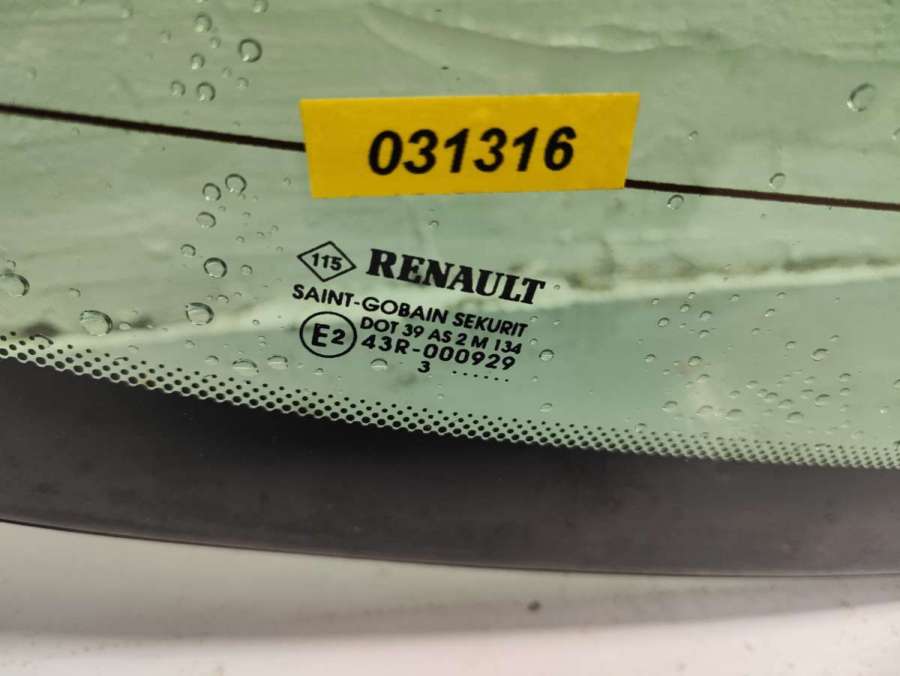 031316
115 RENAULT
SAINT-GOBAIN SEKURIT
E2 DOT 39 AS 2 M 134
43R-000929
3 .......